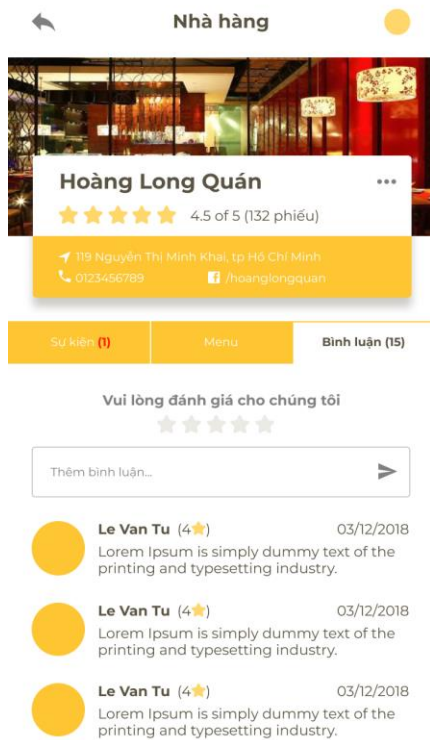 Nhà hàng
Hoàng Long Quán
4.5 of 5 (132 phiếu)
119 Nguyễn Thị Minh Khai, tp Hồ Chí Minh
0123456789 /hoanglongquan
Sự kiện (1) Menu Bình luận (15)
Vui lòng đánh giá cho chúng tôi
Thêm bình luận...
Le Van Tu (4★) 03/12/2018
Lorem Ipsum is simply dummy text of the
printing and typesetting industry.
Le Van Tu (4★) 03/12/2018
Lorem Ipsum is simply dummy text of the
printing and typesetting industry.
Le Van Tu (4★) 03/12/2018
Lorem Ipsum is simply dummy text of the
printing and typesetting industry.